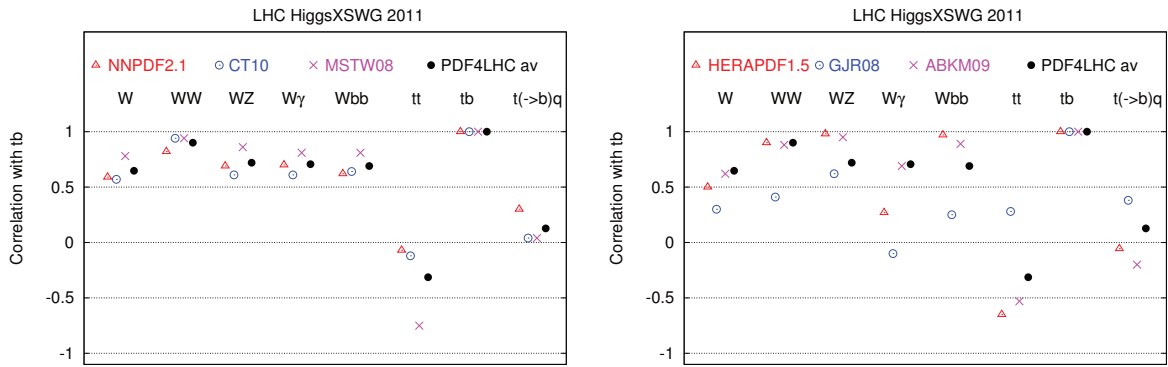 LHC HiggsXSWG 2011
NNPDF2.1 CT10 MSTW08 PDF4LHC av
W WW WZ Wγ Wbb tt tb t(->b)q
1
0.5
0
-0.5
-1
Correlation with tb
LHC HiggsXSWG 2011
HERAPDF1.5 GJR08 ABKM09 PDF4LHC av
W WW WZ Wγ Wbb tt tb t(->b)q
1
0.5
0
-0.5
-1
Correlation with tb